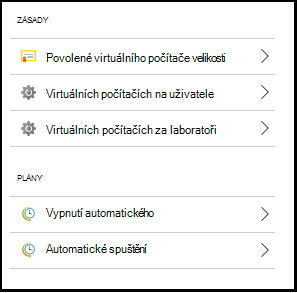 ZÁSADY
Povolené virtuálního počítače velikosti
Virtuálních počítačích na uživatele
Virtuálních počítačích za laboratoři
PLÁNY
Vypnutí automatického
Automatické spuštění